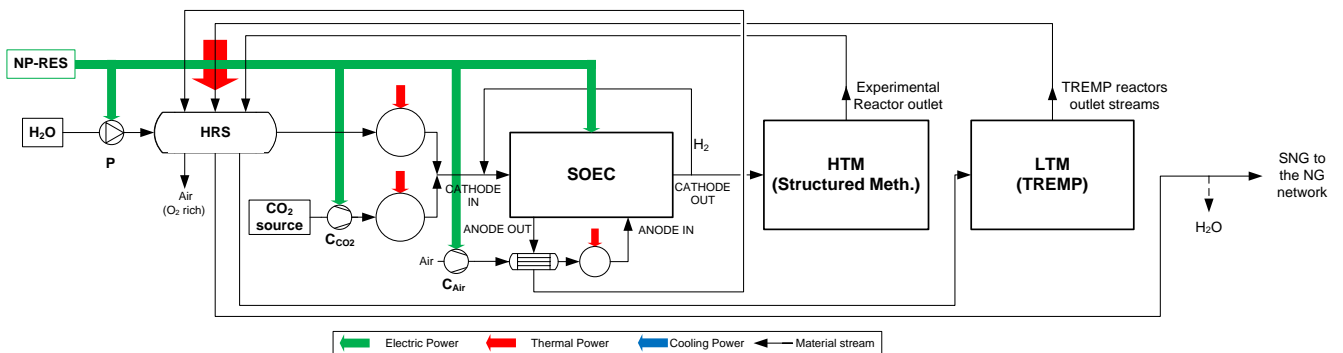 NP-RES
H2O
P
HRS
Air
(O2 rich)
CO2
source
CCO2
Air
CAir
CATHODE
IN
ANODE OUT
ANODE IN
SOEC
H2
CATHODE
OUT
Experimental
Reactor outlet
HTM
(Structured Meth.)
TREMP reactors
outlet streams
LTM
(TREMP)
SNG to
the NG
network
H2O
Electric Power
Thermal Power
Cooling Power
Material stream